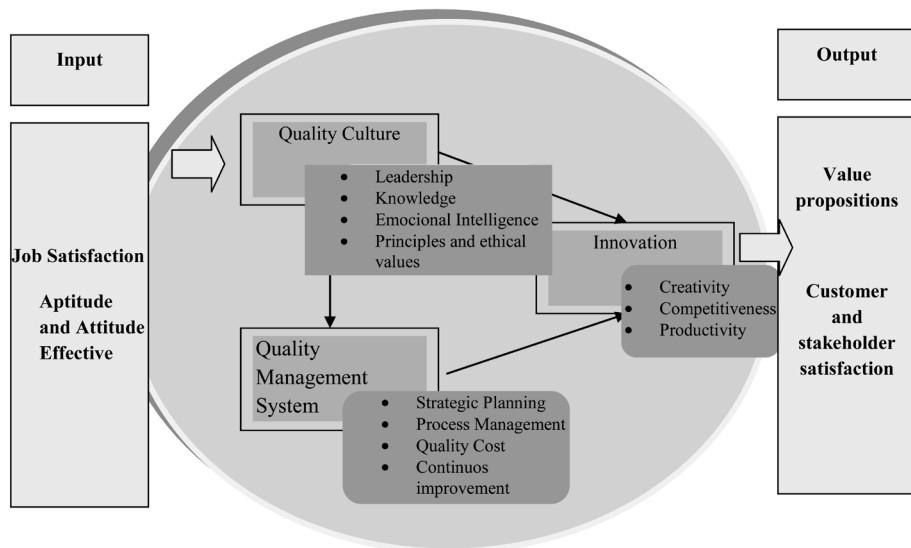 Input
Output
Job Satisfaction
Aptitude
and Attitude
Effective
Quality Culture
• Leadership
• Knowledge
• Emocional Intelligence
• Principles and ethical
values
Innovation
• Creativity
• Competitiveness
• Productivity
Quality
Management
System
• Strategic Planning
• Process Management
• Quality Cost
• Continuos
improvement
Value
propositions
Customer
and
stakeholder
satisfaction